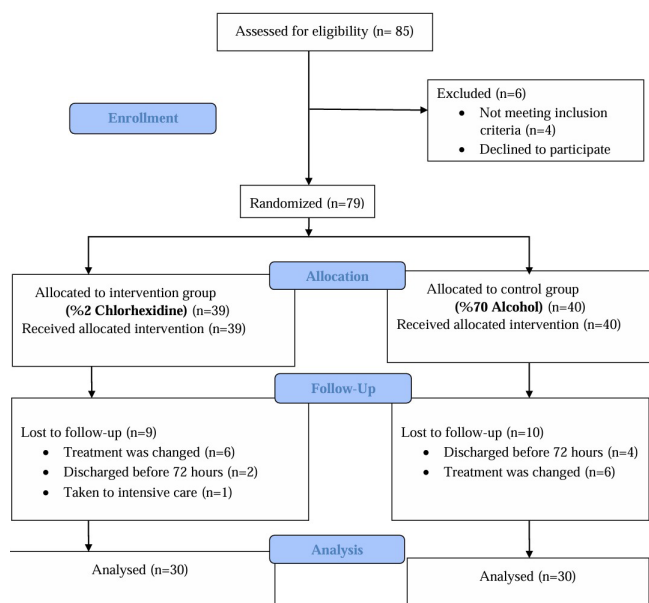 Assessed for eligibility (n= 85)
Enrollment
Excluded (n=6)
• Not meeting inclusion
criteria (n=4)
• Declined to participate
Randomized (n=79)
Allocation
Allocated to intervention group
(%2 Chlorhexidine) (n=39)
Received allocated intervention (n=39)
Allocated to control group
(%70 Alcohol) (n=40)
Received allocated intervention (n=40)
Follow-Up
Lost to follow-up (n=9)
• Treatment was changed (n=6)
• Discharged before 72 hours (n=2)
• Taken to intensive care (n=1)
Lost to follow-up (n=10)
• Discharged before 72 hours (n=4)
• Treatment was changed (n=6)
Analysis
Analysed (n=30)
Analysed (n=30)